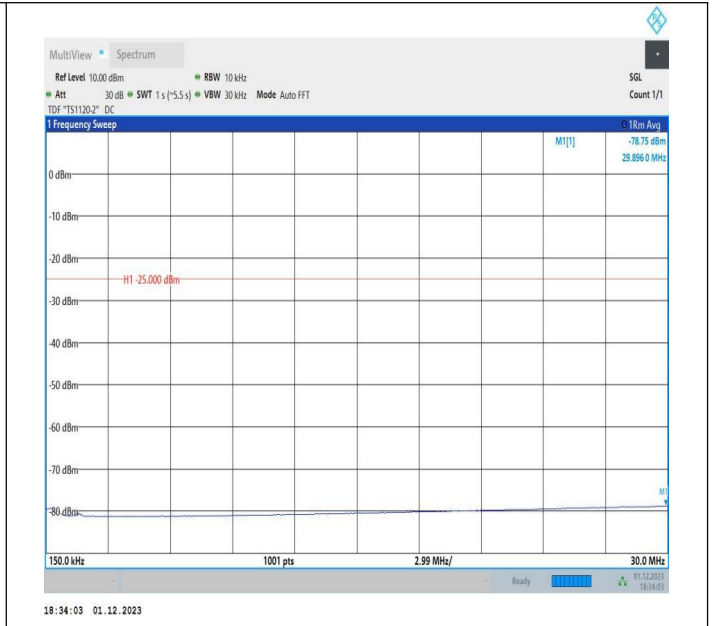 R S
MultiView Spectrum
Ref Level 10.00 dBm RBW 10 kHz SGL
Att 30 dB SWT 1 s (~5.5 s) VBW 30 kHz Mode Auto FFT Count 1/1
TDF "TS1120-2" DC
1 Frequency Sweep 1Rm Avg
M1[1] -78.75 dBm
29.8960 MHz
0 dBm
-10 dBm
-20 dBm
H1 -25.000 dBm
-30 dBm
-40 dBm
-50 dBm
-60 dBm
-70 dBm
M1
-80 dBm
150.0 kHz 1001 pts 2.99 MHz/ 30.0 MHz
Ready 01.12.2023
18:34:03
18:34:03 01.12.2023